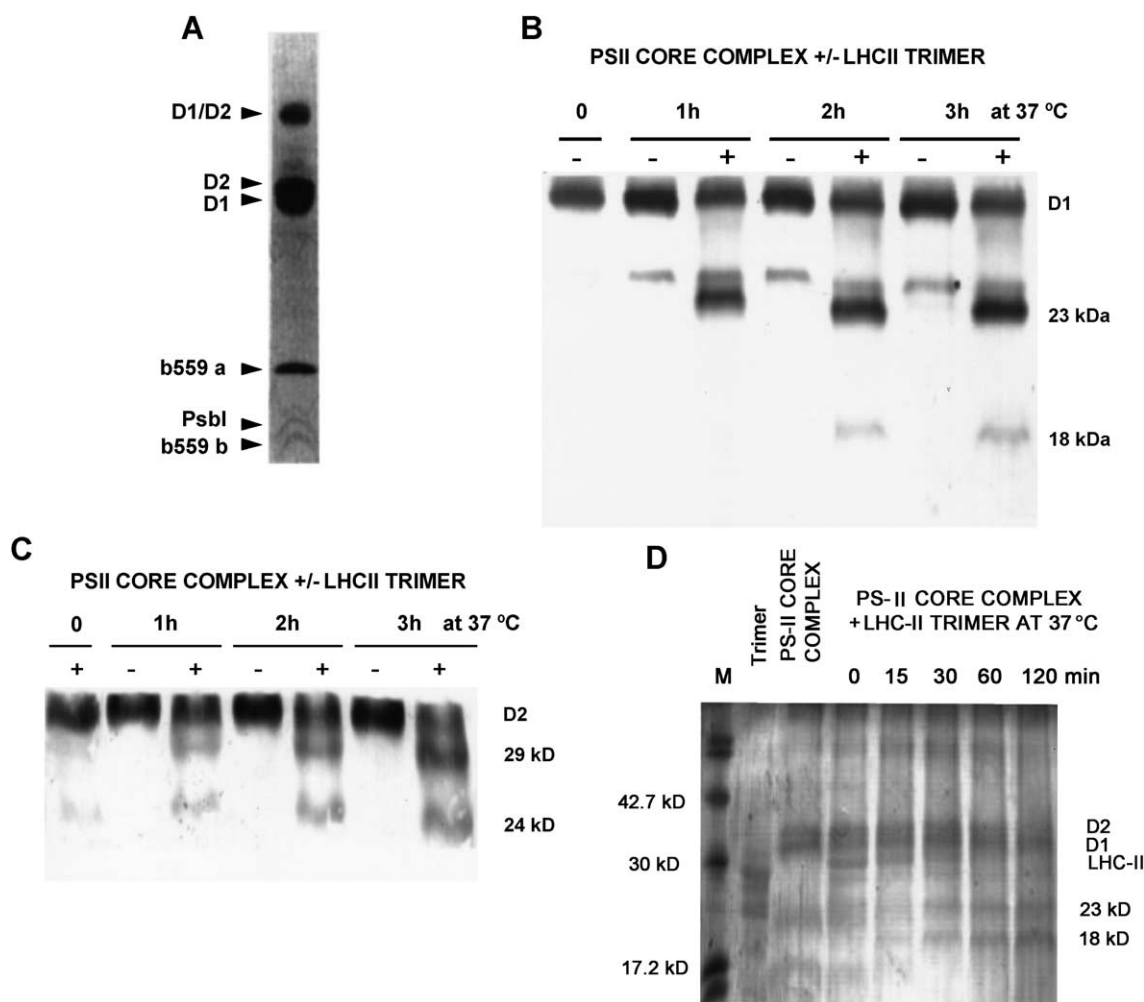 A
D1/D2
D2
D1
b559 a
PsbI
b559 b
B
PSII CORE COMPLEX +/- LHCII TRIMER
0 1h 2h 3h at 37 ºC
- - + - + - +
D1
23 kDa
18 kDa
C
PSII CORE COMPLEX +/- LHCII TRIMER
0 1h 2h 3h at 37 ºC
+ - + - + - +
D2
29 kD
24 kD
D
Trimer
PS-II CORE
COMPLEX
PS-II CORE COMPLEX
+LHC-II TRIMER AT 37 ºC
M 0 15 30 60 120 min
42.7 kD
30 kD
17.2 kD
D2
D1
LHC-II
23 kD
18 kD